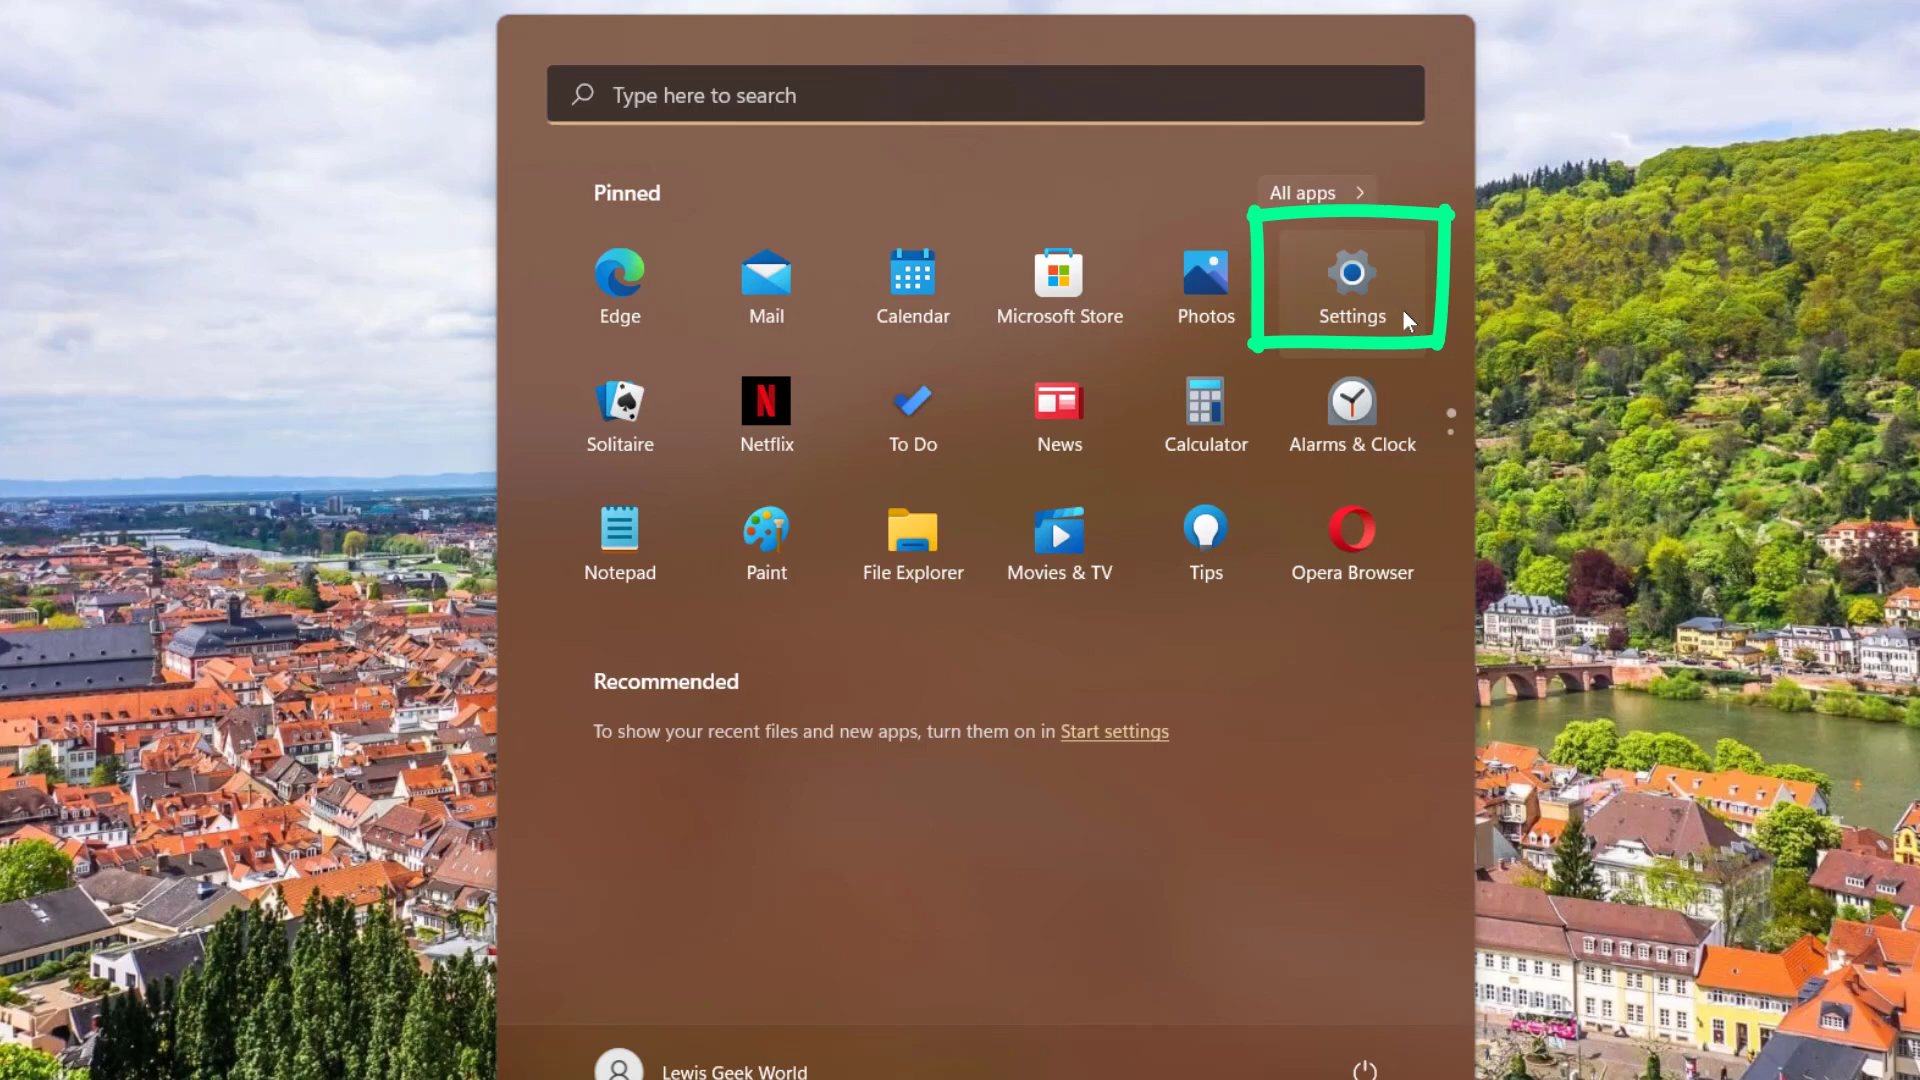 Type here to search
Pinned
All apps
Edge
Mail
Calendar
Microsoft Store
Photos
Settings
Solitaire
Netflix
To Do
News
Calculator
Alarms & Clock
Notepad
Paint
File Explorer
Movies & TV
Tips
Opera Browser
Recommended
To show your recent files and new apps, turn them on in Start settings
Lewis Geek World